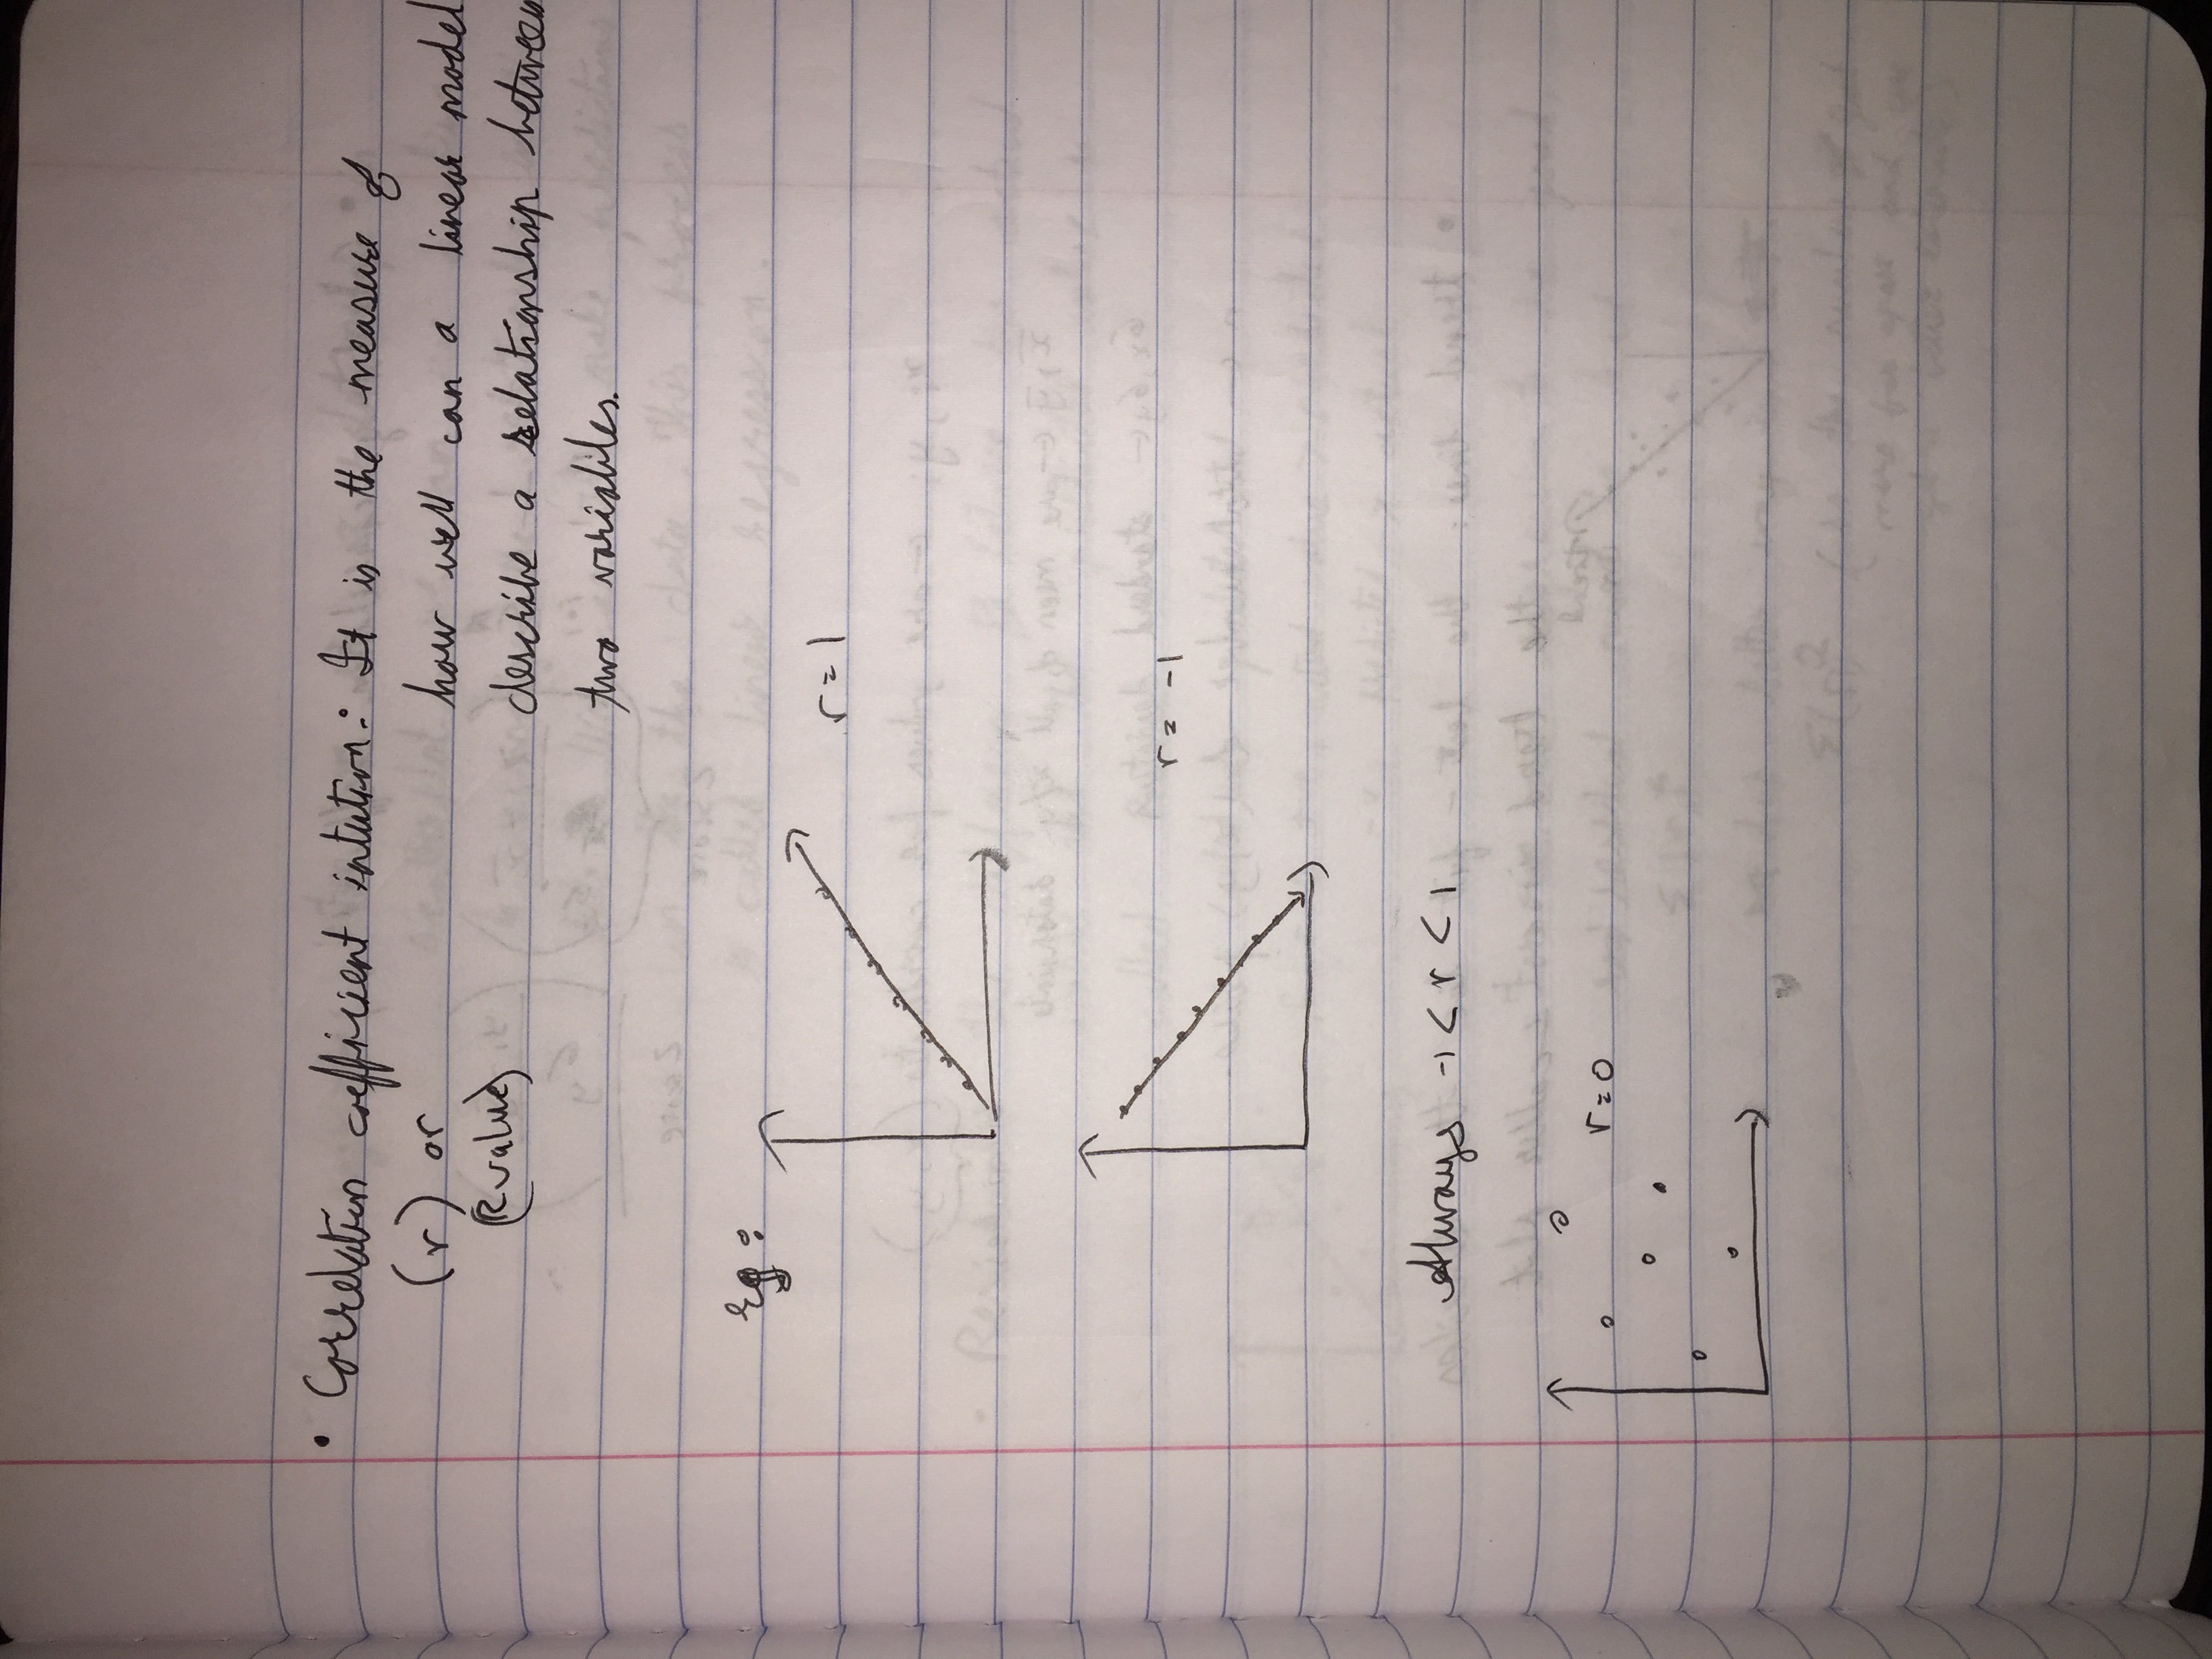 • Correlation coefficient intution: It is the measure of
(r) or how well can a linear model
(R value) describe a relationship between
two variables.
Eg:
r = 1
r = -1
Always -1 < r < 1
r = 0